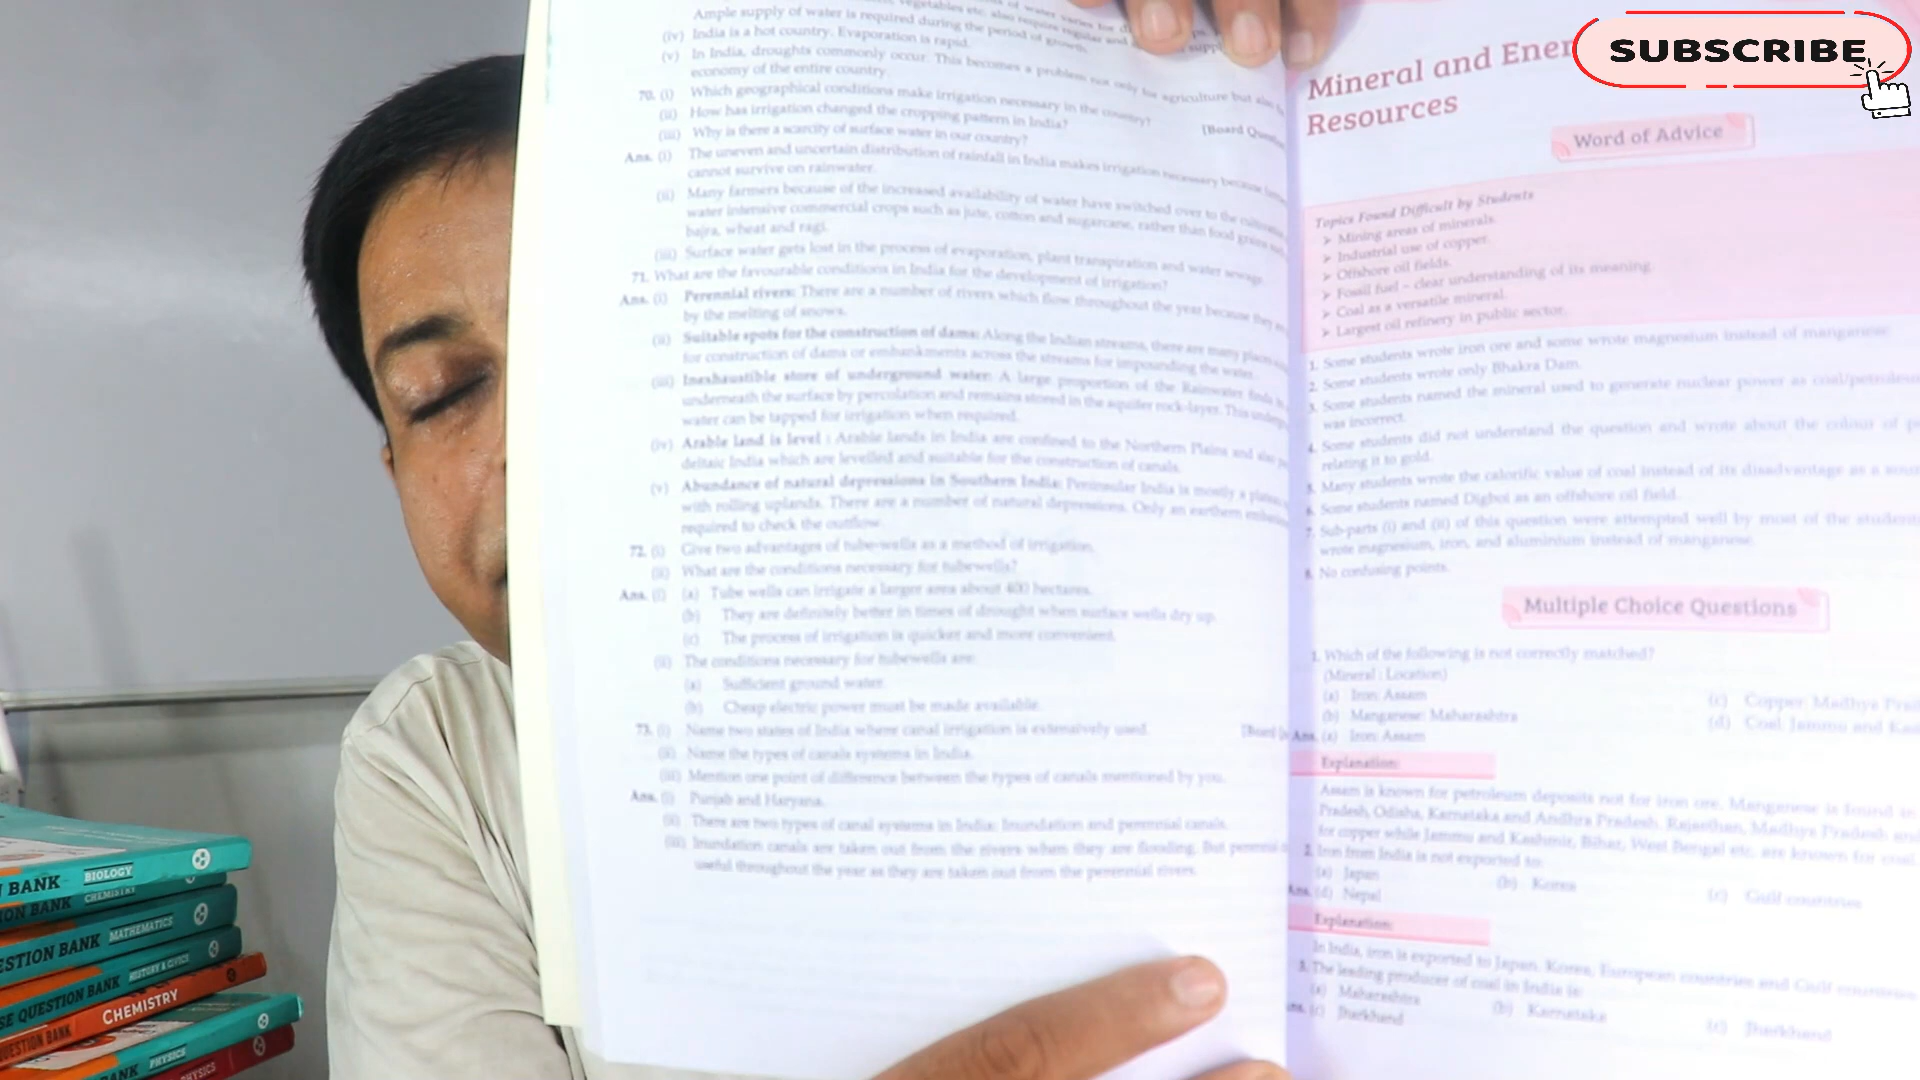 Ample supply of water is required during the period of growth.
(iv) India is a hot country. Evaporation is rapid.
(v) In India, droughts commonly occur. This becomes a problem not only for agriculture but also
economy of the entire country.
70. (i) Which geographical conditions make irrigation necessary in the country?
(ii) How has irrigation changed the cropping pattern in India?
(iii) Why is there a scarcity of surface water in our country?
[Board Question
Ans. (i) The uneven and uncertain distribution of rainfall in India makes irrigation necessary because
cannot survive on rainwater.
(ii) Many farmers because of the increased availability of water have switched over to the
water intensive commercial crops such as jute, cotton and sugarcane, rather than food grains
bajra, wheat and ragi.
(iii) Surface water gets lost in the process of evaporation, plant transpiration and water sewage.
71. What are the favourable conditions in India for the development of irrigation?
Ans. (i) Perennial rivers: There are a number of rivers which flow throughout the year because they
by the melting of snows.
(ii) Suitable spots for the construction of dams: Along the Indian streams, there are many places
for construction of dams or embankments across the streams for impounding the water.
(iii) Inexhaustible store of underground water: A large proportion of the Rainwater finds
underneath the surface by percolation and remains stored in the aquifer rock-layer. This
water can be tapped for irrigation when required.
(iv) Arable land is level : Arable lands in India are confined to the Northern Plains and also
deltaic India which are levelled and suitable for the construction of canals.
(v) Abundance of natural depressions in Southern India: Peninsular India is mostly a
with rolling uplands. There are a number of natural depressions. Only an earthern
required to check the outflow.
72. (i) Give two advantages of tube-wells as a method of irrigation.
(ii) What are the conditions necessary for tubewells?
Ans. (i) (a) Tube wells can irrigate a larger area about 400 hectares.
(b) They are definitely better in times of drought when surface wells dry up.
(c) The process of irrigation is quicker and more convenient.
(ii) The conditions necessary for tubewells are:
(a) Sufficient ground water.
(b) Cheap electric power must be made available.
73. (i) Name two states of India where canal irrigation is extensively used.
(ii) Name the types of canals systems in India.
(iii) Mention one point of difference between the types of canals mentioned by you.
Ans. (i) Punjab and Haryana.
(ii) There are two types of canal systems in India: Inundation and perennial canals.
(iii) Inundation canals are taken out from the rivers when they are flooding. But perennial
useful throughout the year as they are taken out from the perennial rivers.
Mineral and Ener
Resources
SUBSCRIBE
Word of Advice
Topics Found Difficult by Students
➢ Mining areas of minerals.
➢ Industrial use of copper.
➢ Offshore oil fields.
➢ Fossil fuel – clear understanding of its meaning.
➢ Coal as a versatile mineral.
➢ Largest oil refinery in public sector.
1. Some students wrote iron ore and some wrote magnesium instead of manganese.
2. Some students wrote only Bhakra Dam.
3. Some students named the mineral used to generate nuclear power as coal/petroleum
was incorrect.
4. Some students did not understand the question and wrote about the colour of
relating it to gold.
5. Many students wrote the calorific value of coal instead of its disadvantage as a
6. Some students named Digboi as an offshore oil field.
7. Sub-parts (i) and (ii) of this question were attempted well by most of the students
wrote magnesium, iron, and aluminium instead of manganese.
8. No confusing points.
Multiple Choice Questions
1. Which of the following is not correctly matched?
(Mineral : Location)
(a) Iron: Assam
(c) Copper: Madhya
(b) Manganese: Maharashtra
(d) Coal: Jammu and
Ans. (a) Iron: Assam
Explanation:
Assam is known for petroleum deposits not for iron ore. Manganese is found in
Pradesh, Odisha, Karnataka and Andhra Pradesh. Rajasthan, Madhya Pradesh and
for copper while Jammu and Kashmir, Bihar, West Bengal etc. are known for coal
2. Iron from India is not exported to:
(a) Japan (b) Korea (c) Gulf countries
Ans. (d) Nepal
Explanation:
In India, iron is exported to Japan, Korea, European countries and Gulf countries
3. The leading producer of coal in India is:
(a) Maharashtra (b) Karnataka (c) Jharkhand
Ans. (c) Jharkhand
BANK BIOLOGY
BANK CHEMISTRY
ESTION BANK MATHEMATICS
SE QUESTION BANK HISTORY & CIVICS
QUESTION BANK CHEMISTRY
BANK PHYSICS
PHYSICS